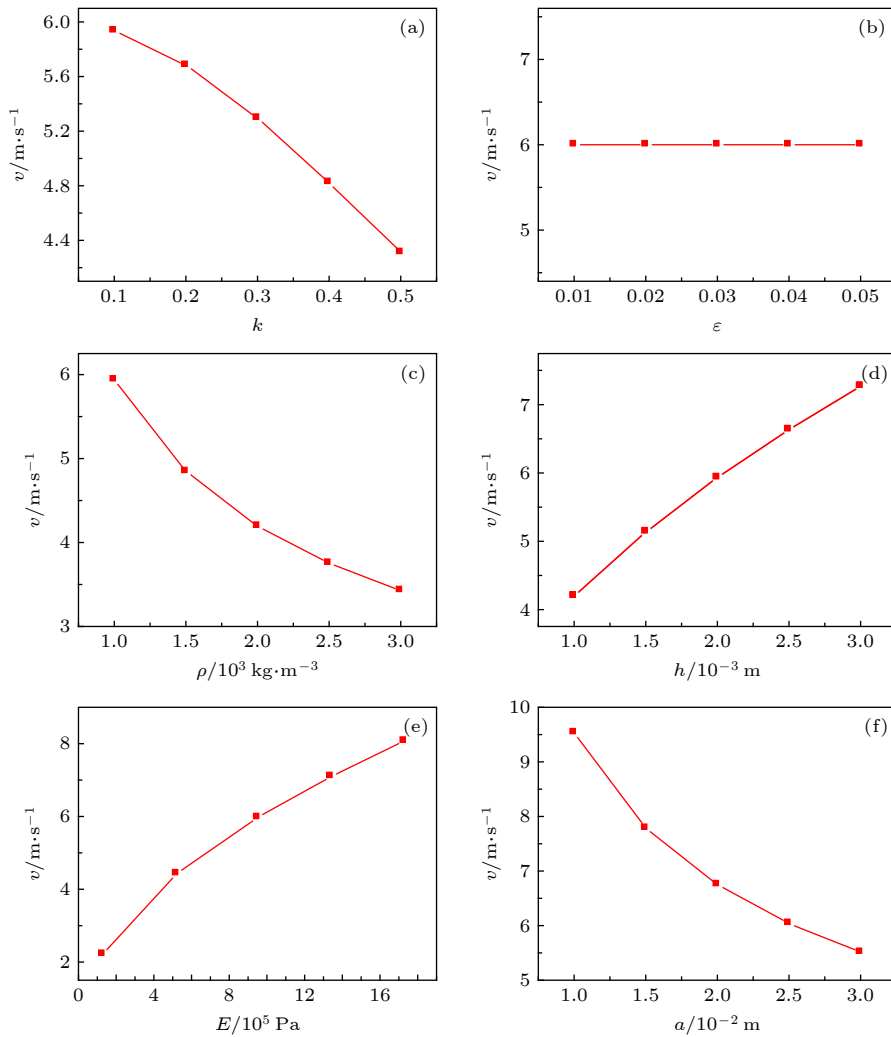 (a)
6.0
5.6
5.2
4.8
4.4
v/m·s⁻¹
0.1 0.2 0.3 0.4 0.5
k
(b)
7
6
5
v/m·s⁻¹
0.01 0.02 0.03 0.04 0.05
ε
(c)
6
5
4
3
v/m·s⁻¹
1.0 1.5 2.0 2.5 3.0
ρ/10³ kg·m⁻³
(d)
7
6
5
4
v/m·s⁻¹
1.0 1.5 2.0 2.5 3.0
h/10⁻³ m
(e)
8
6
4
2
v/m·s⁻¹
0 4 8 12 16
E/10⁵ Pa
(f)
10
9
8
7
6
5
v/m·s⁻¹
1.0 1.5 2.0 2.5 3.0
a/10⁻² m